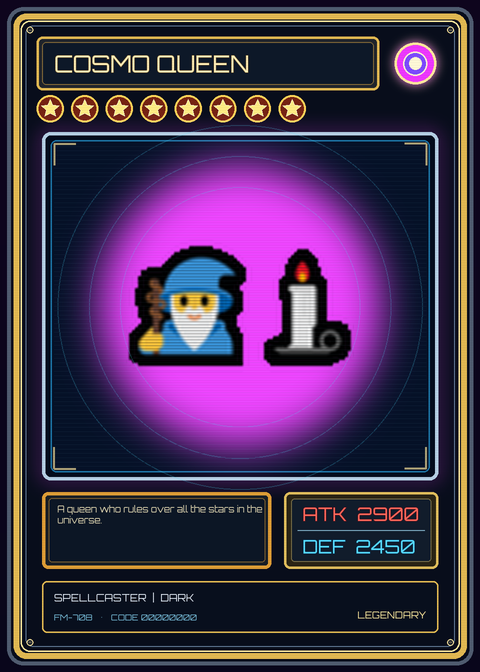 COSMO QUEEN
A queen who rules over all the stars in the
universe.
ATK 2900
DEF 2450
SPELLCASTER | DARK
FM-708 · CODE 00000000
LEGENDARY